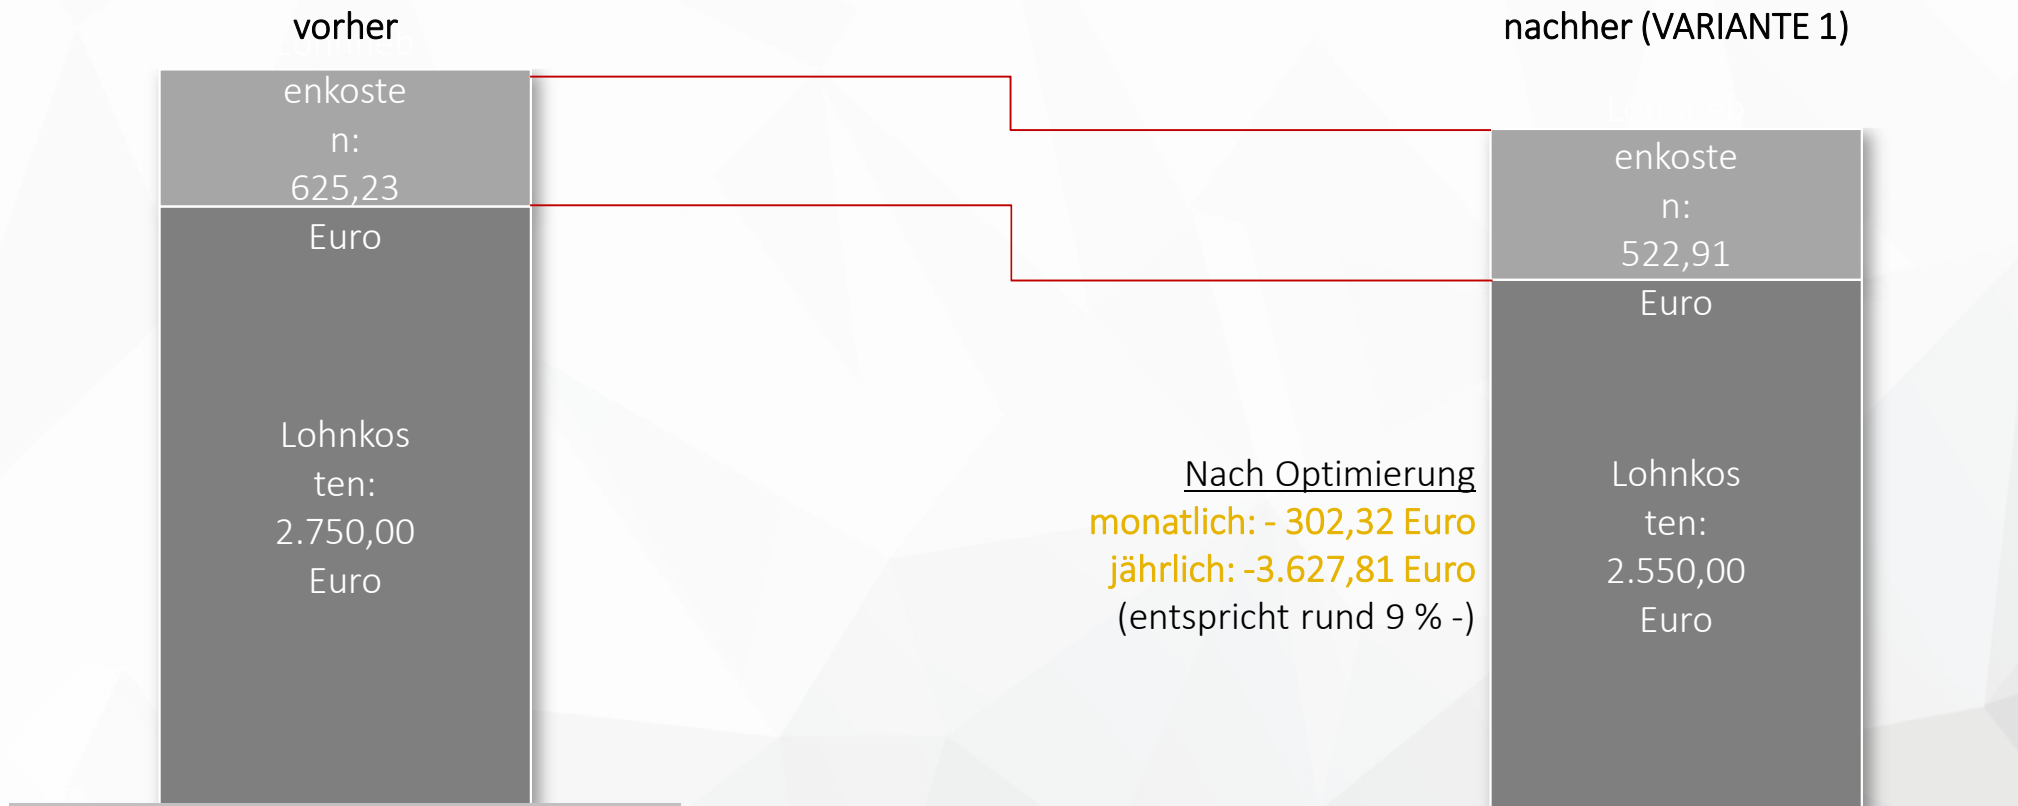 vorher
nachher (VARIANTE 1)
Lohnneb
enkoste
n:
625,23
Euro
Lohnkos
ten:
2.750,00
Euro
Nach Optimierung
monatlich: - 302,32 Euro
jährlich: -3.627,81 Euro
(entspricht rund 9 % -)
Lohnneb
enkoste
n:
522,91
Euro
Lohnkos
ten:
2.550,00
Euro